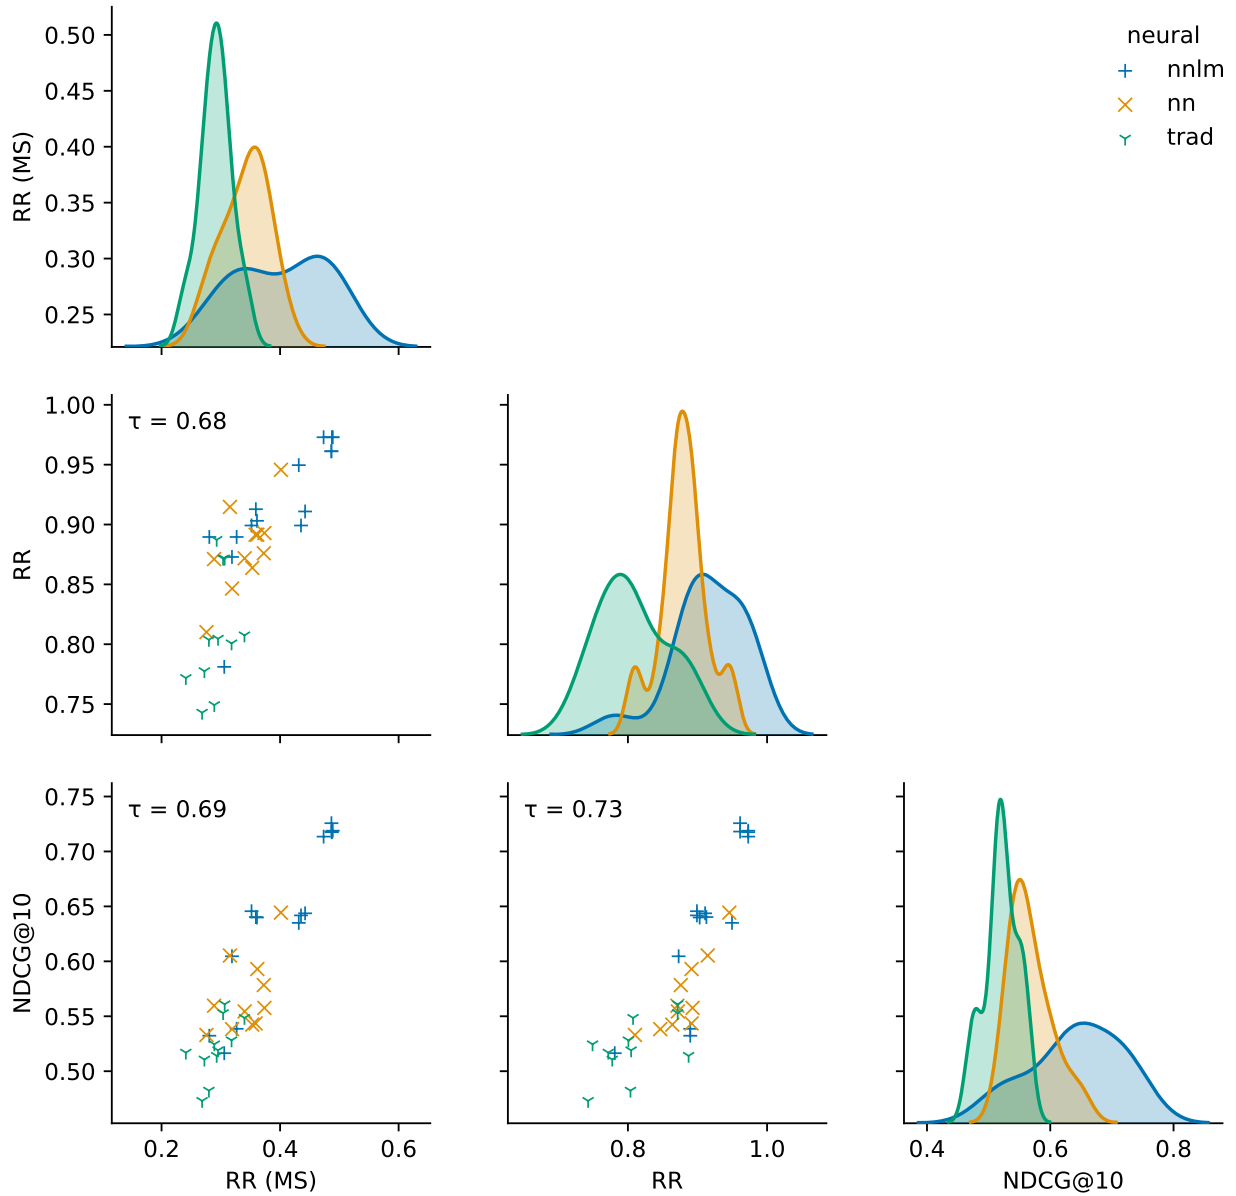 neural
nnlm
nn
trad
RR (MS)
0.50
0.45
0.40
0.35
0.30
0.25
τ = 0.68
RR
1.00
0.95
0.90
0.85
0.80
0.75
τ = 0.69
τ = 0.73
NDCG@10
0.75
0.70
0.65
0.60
0.55
0.50
0.2 0.4 0.6
0.8 1.0
0.4 0.6 0.8
RR (MS)
RR
NDCG@10